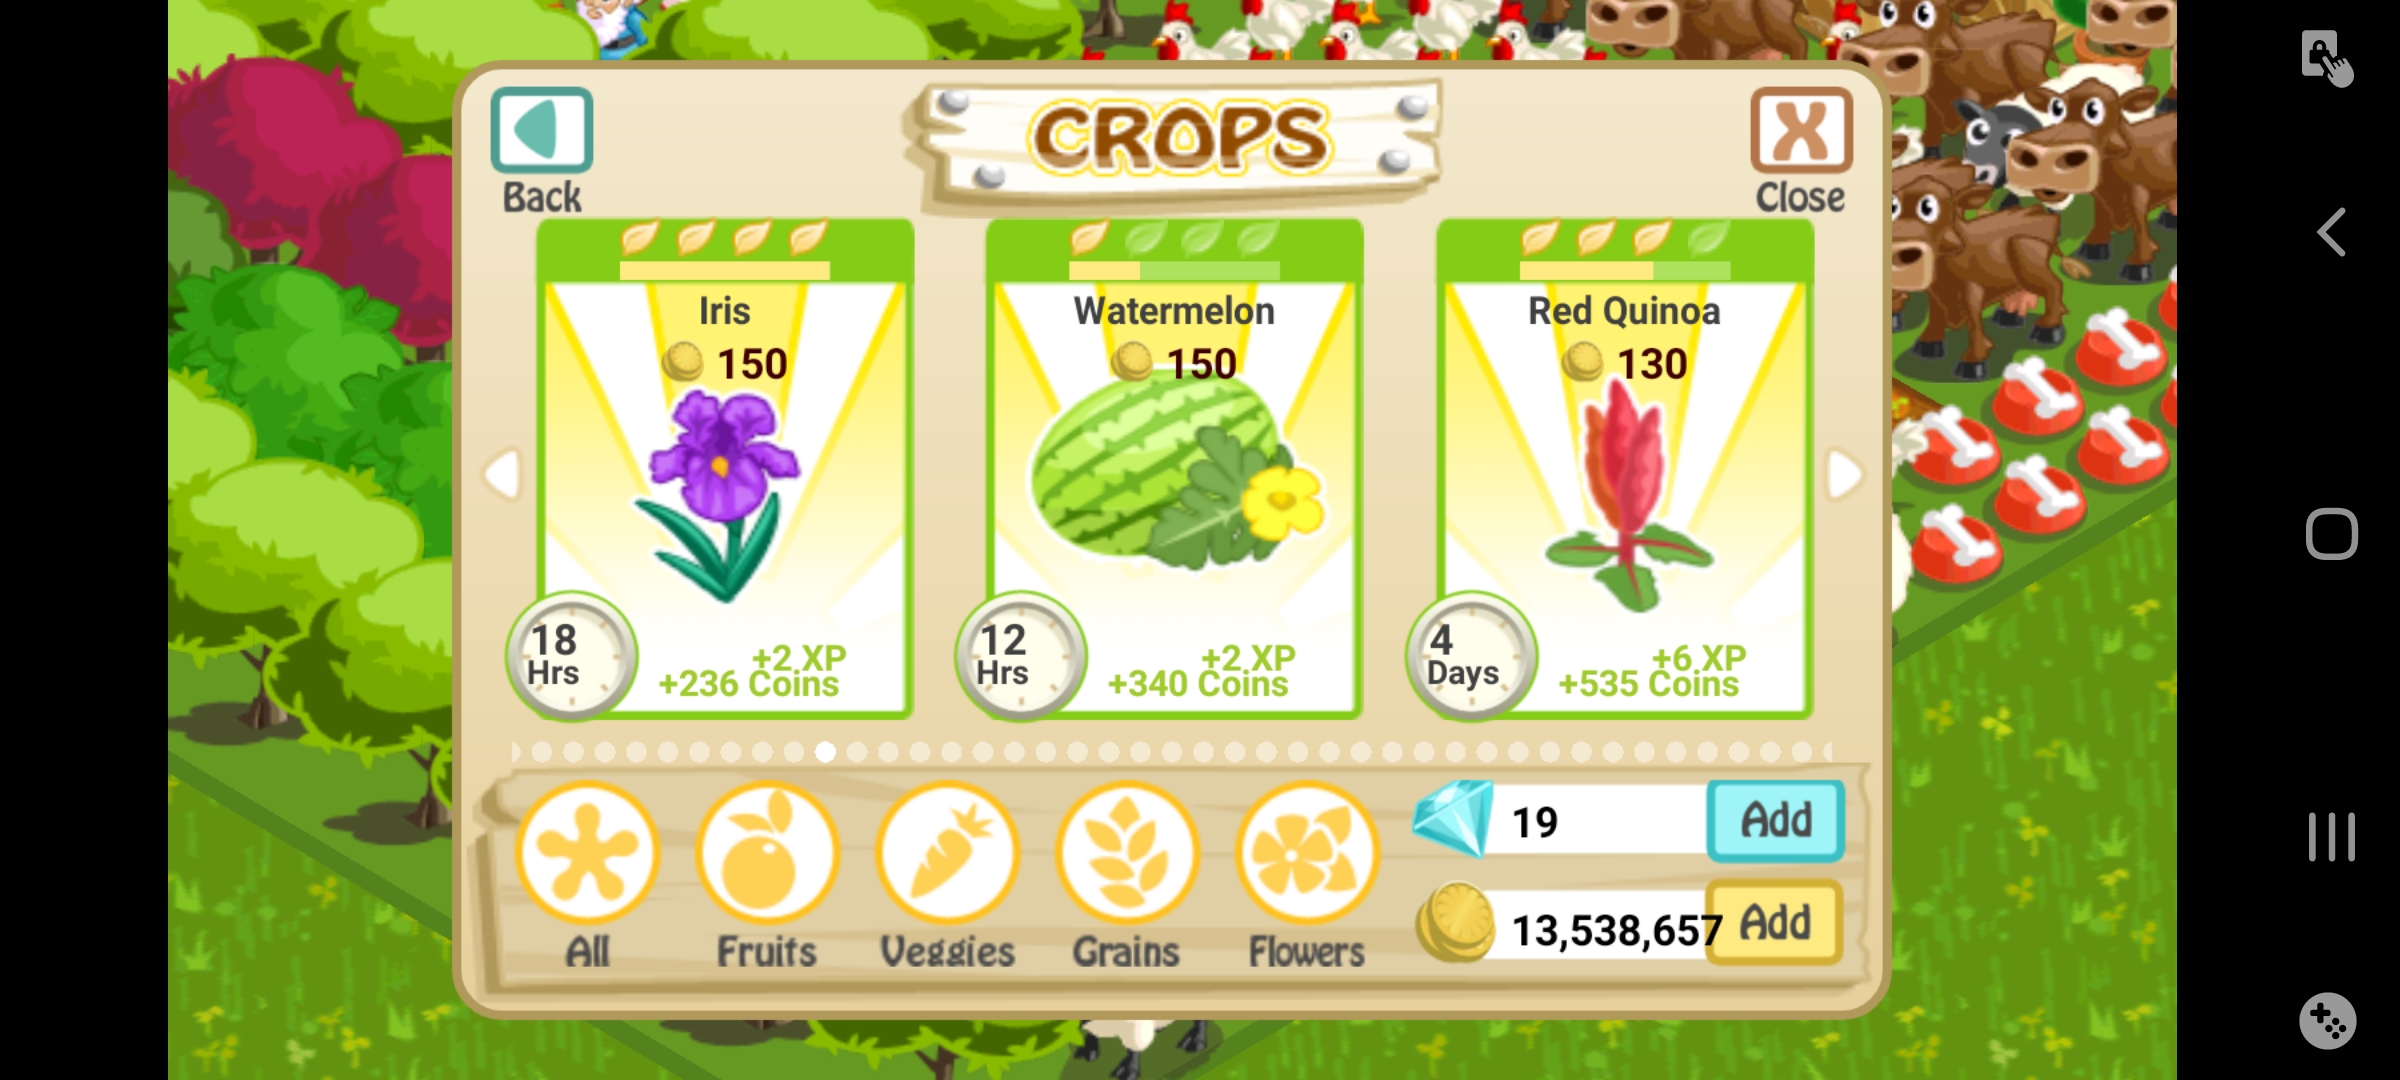 CROPS
Back
Close
Iris
150
18
Hrs
+2 XP
+236 Coins
Watermelon
150
12
Hrs
+2 XP
+340 Coins
Red Quinoa
130
4
Days
+6 XP
+535 Coins
All
Fruits
Veggies
Grains
Flowers
19
Add
13,538,657
Add